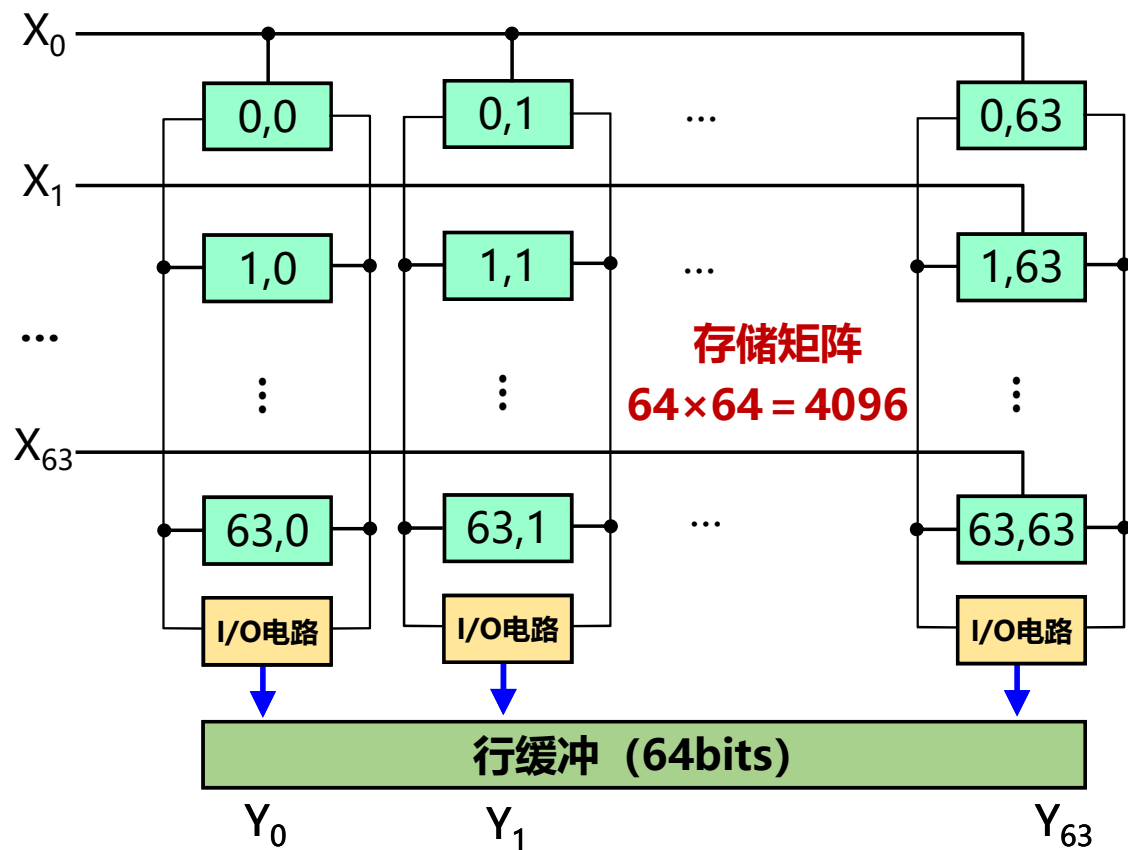 X₀
0,0 0,1 ... 0,63
X₁
1,0 1,1 ... 1,63
...
存储矩阵
64×64＝4096
⋮ ⋮ ⋮
X₆₃
63,0 63,1 ... 63,63
I/O电路 I/O电路 I/O电路
行缓冲（64bits）
Y₀ Y₁ Y₆₃